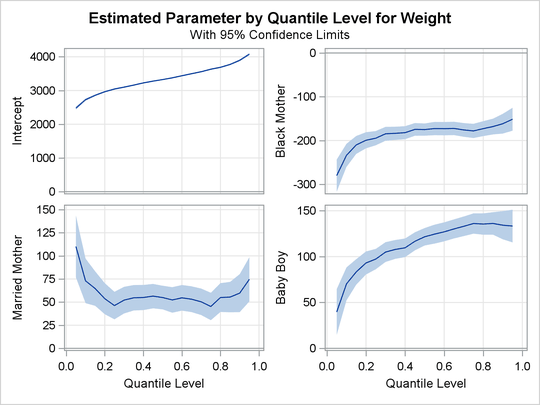 Estimated Parameter by Quantile Level for Weight
With 95% Confidence Limits
Intercept
4000
3000
2000
1000
0
Black Mother
0
-100
-200
-300
Married Mother
150
125
100
75
50
25
0
0.0 0.2 0.4 0.6 0.8 1.0
Quantile Level
Baby Boy
150
100
50
0
0.0 0.2 0.4 0.6 0.8 1.0
Quantile Level